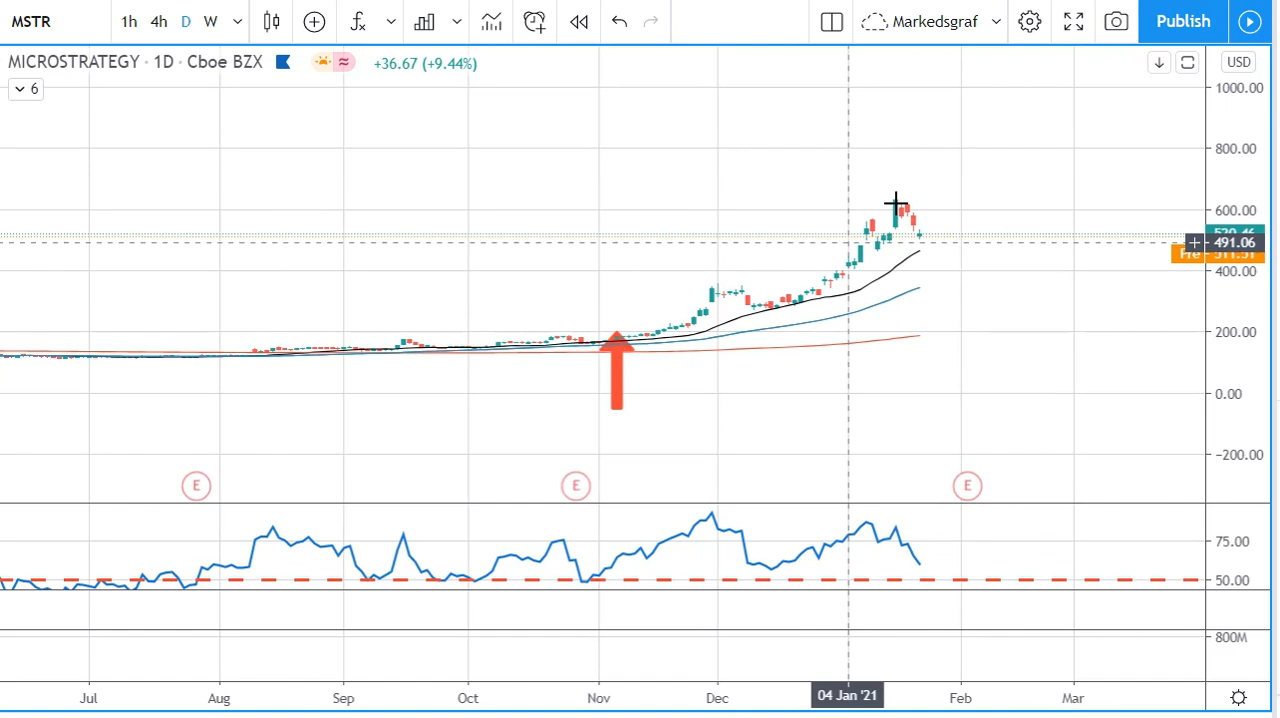 MSTR 1h 4h D W Markedsgraf Publish
MICROSTRATEGY · 1D · Cboe BZX +36.67 (+9.44%) USD
6
1000.00
800.00
600.00
491.06
400.00
200.00
0.00
−200.00
E E E
75.00
50.00
800M
Jul Aug Sep Oct Nov Dec 04 Jan '21 Feb Mar